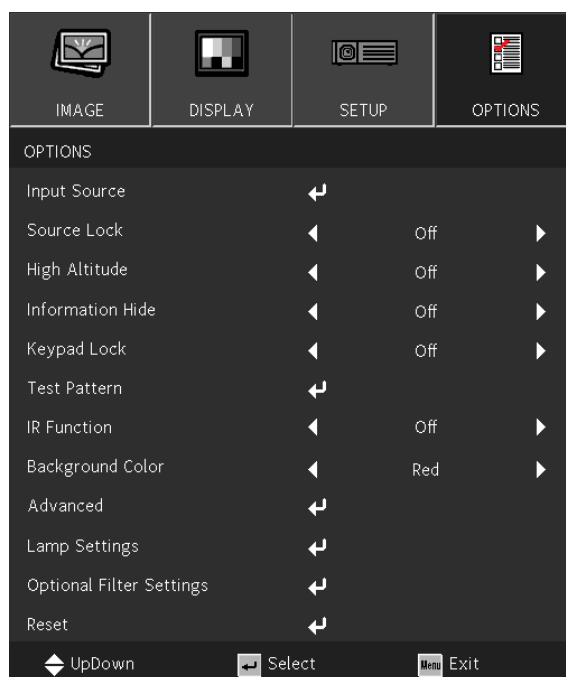 IMAGE DISPLAY SETUP OPTIONS
OPTIONS
Input Source
Source Lock Off
High Altitude Off
Information Hide Off
Keypad Lock Off
Test Pattern
IR Function Off
Background Color Red
Advanced
Lamp Settings
Optional Filter Settings
Reset
UpDown Select Menu Exit